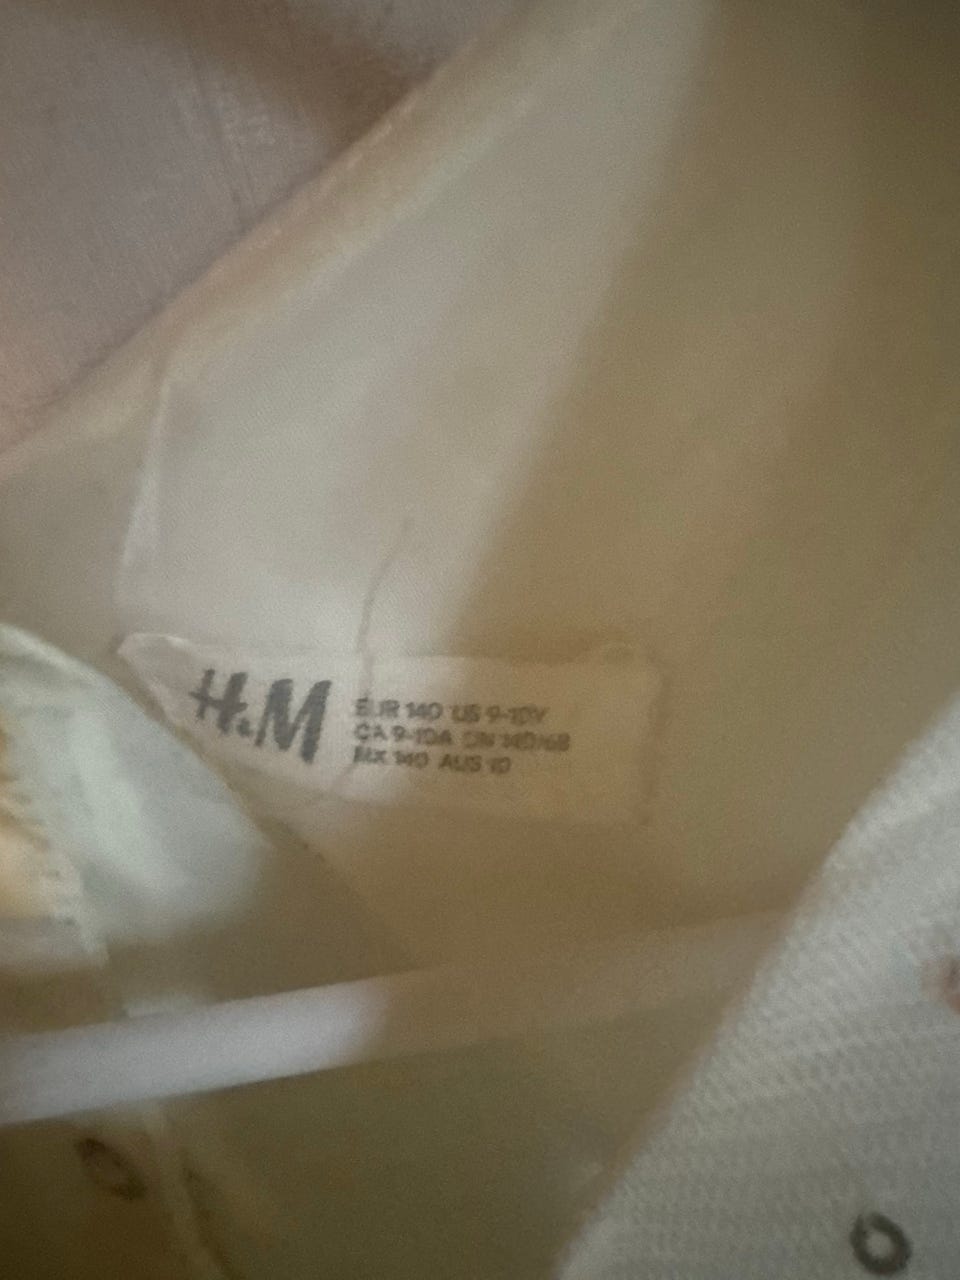 H&M
EUR 140 US 9-10Y
CA 9-10A CN 140/68
MX 140 AUS 10